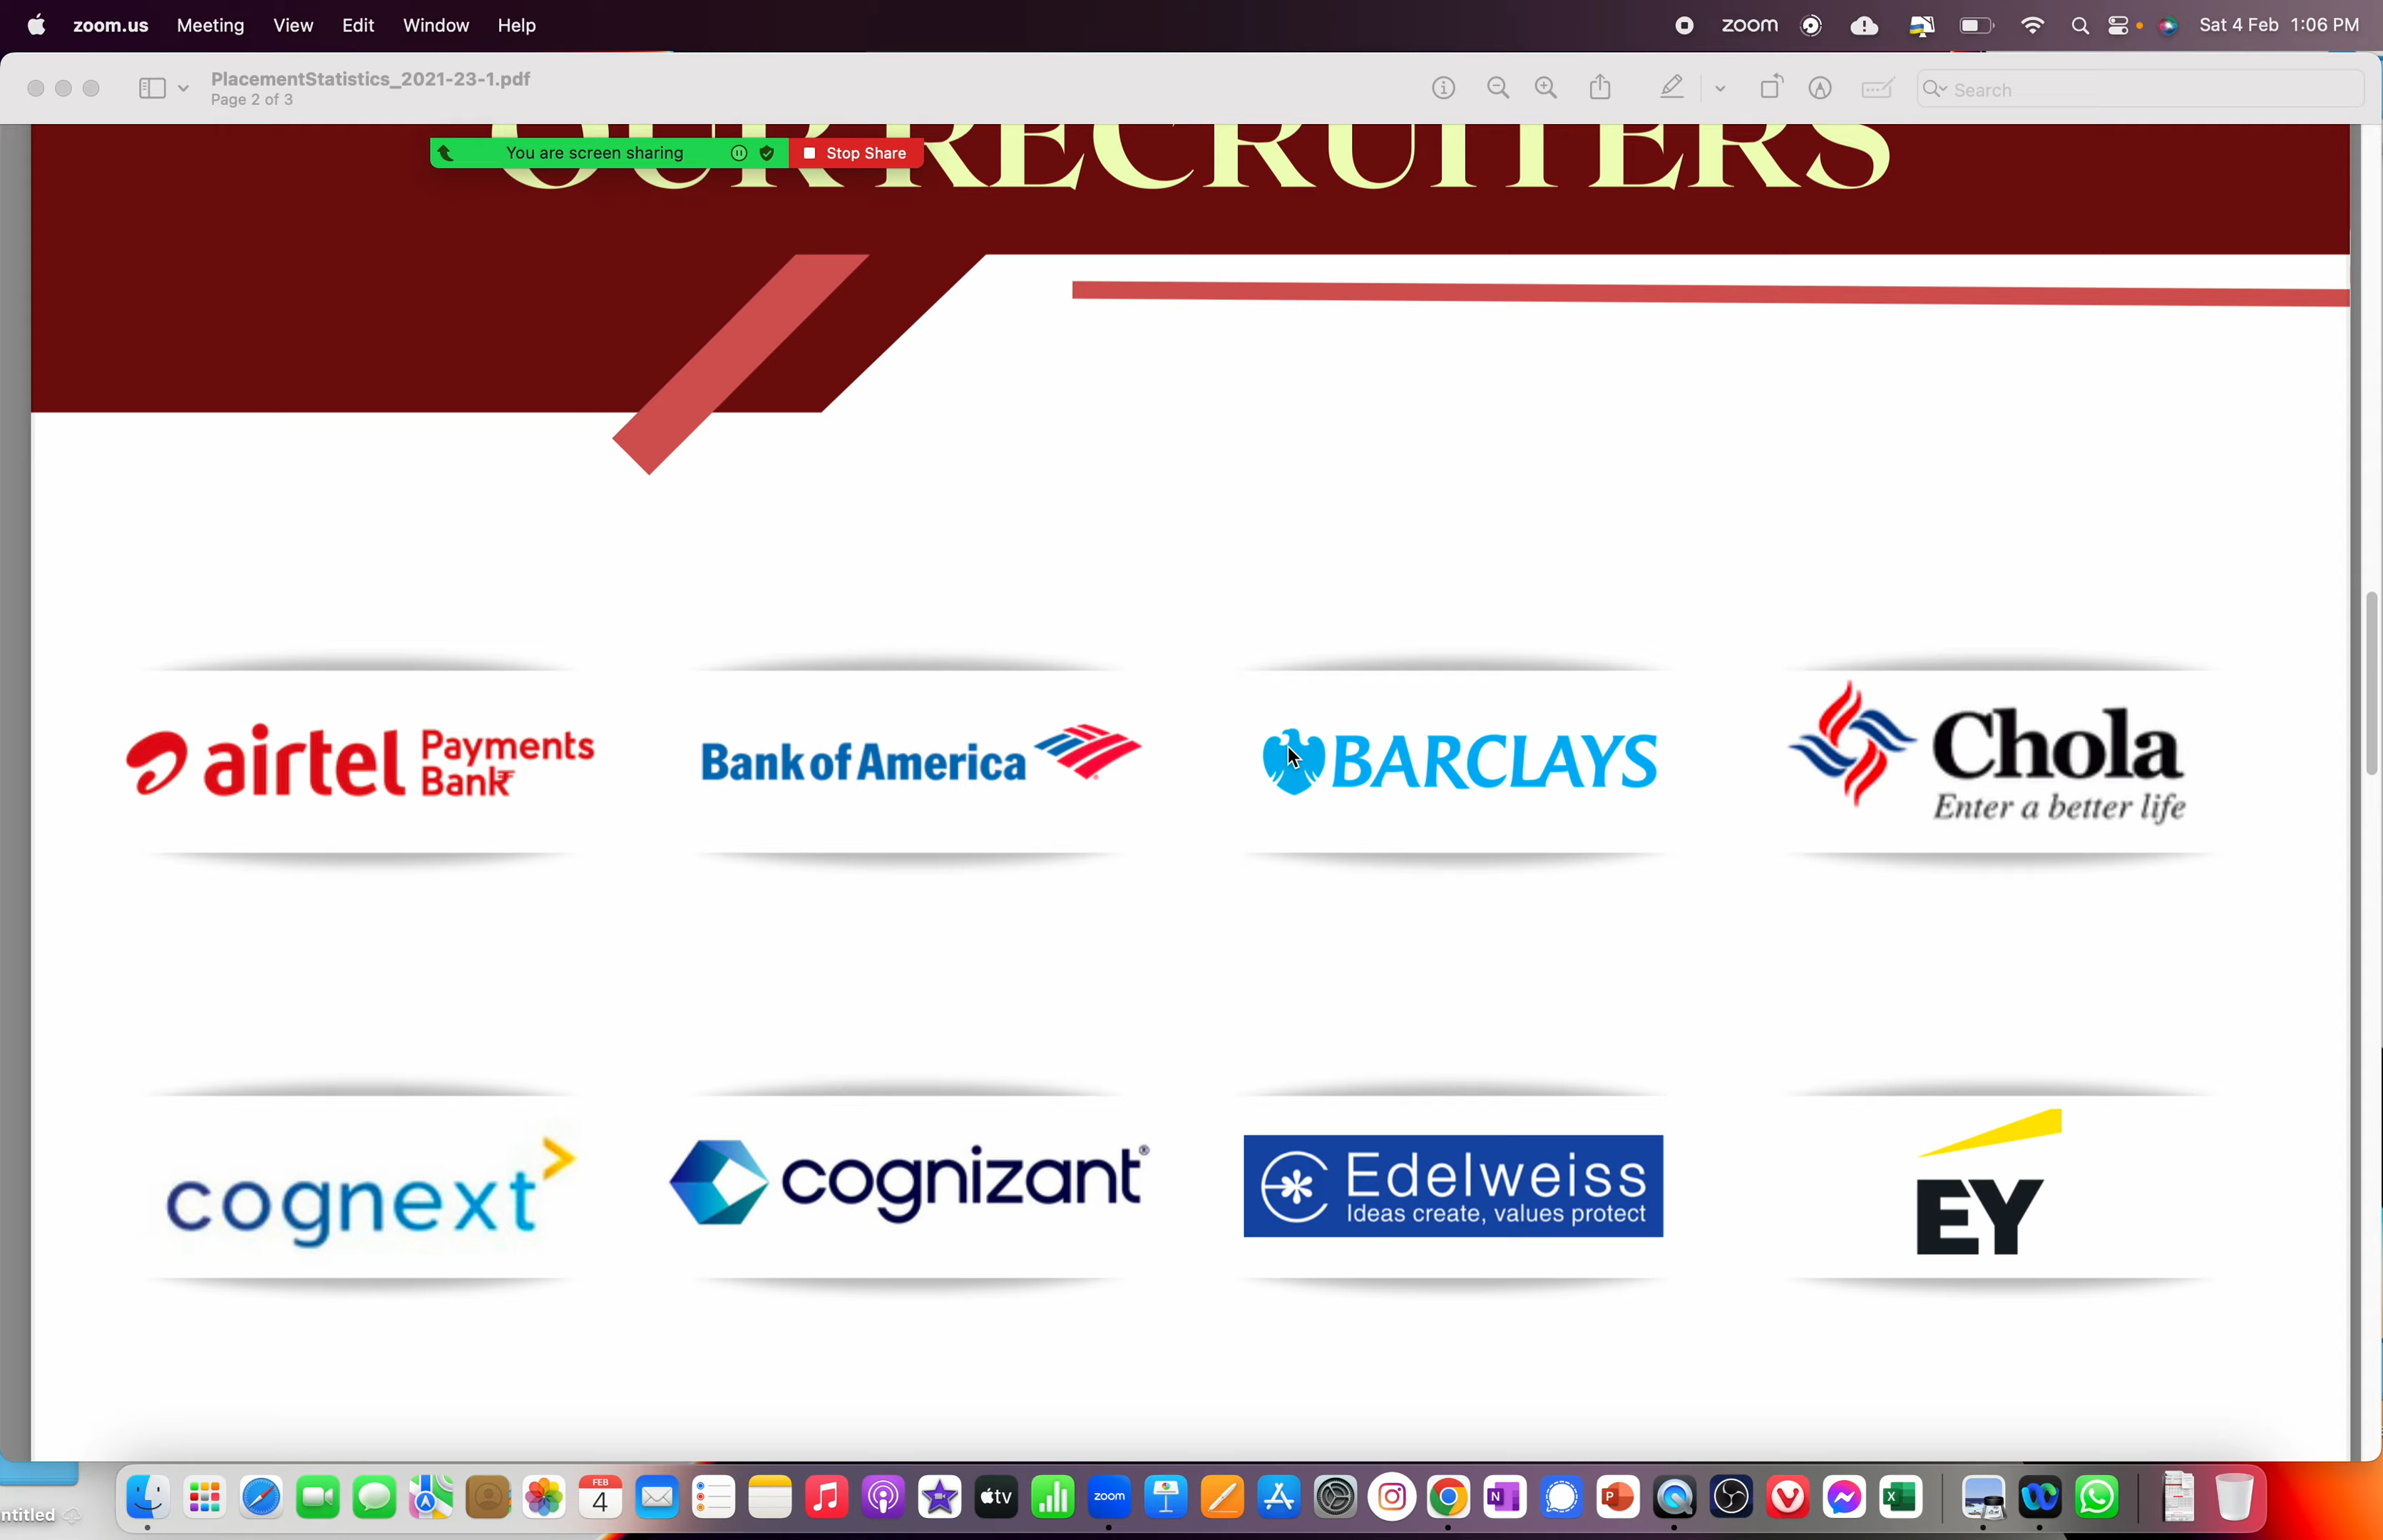 zoom.us Meeting View Edit Window Help
zoom Sat 4 Feb 1:06 PM
PlacementStatistics_2021-23-1.pdf
Page 2 of 3
Search
You are screen sharing Stop Share
OUR RECRUITERS
airtel Payments Bank
Bank of America
BARCLAYS
Chola
Enter a better life
cognext
cognizant®
Edelweiss
Ideas create, values protect
EY
FEB
4
tv
zoom
N
P
X
ntitled